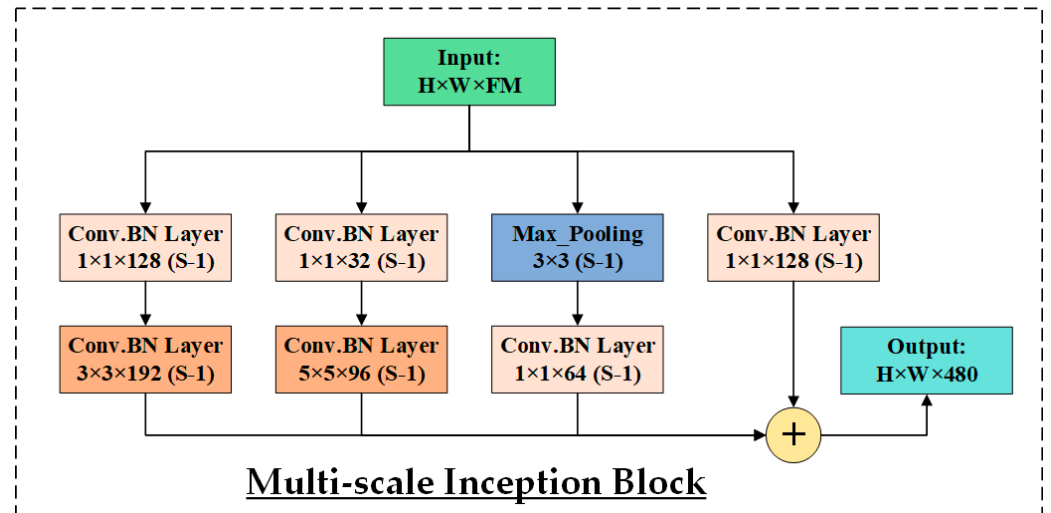 Input:
H×W×FM
Conv.BN Layer
1×1×128 (S-1)
Conv.BN Layer
1×1×32 (S-1)
Max_Pooling
3×3 (S-1)
Conv.BN Layer
1×1×128 (S-1)
Conv.BN Layer
3×3×192 (S-1)
Conv.BN Layer
5×5×96 (S-1)
Conv.BN Layer
1×1×64 (S-1)
Output:
H×W×480
+
Multi-scale Inception Block